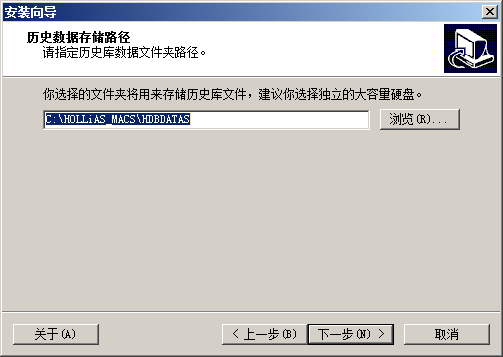 安装向导
历史数据存储路径
请指定历史库数据文件夹路径。
你选择的文件夹将用来存储历史库文件，建议你选择独立的大容量硬盘。
C:\HOLLiAS_MACS\HDBDATAS
浏览(R)...
关于(A)
< 上一步(B)
下一步(N) >
取消